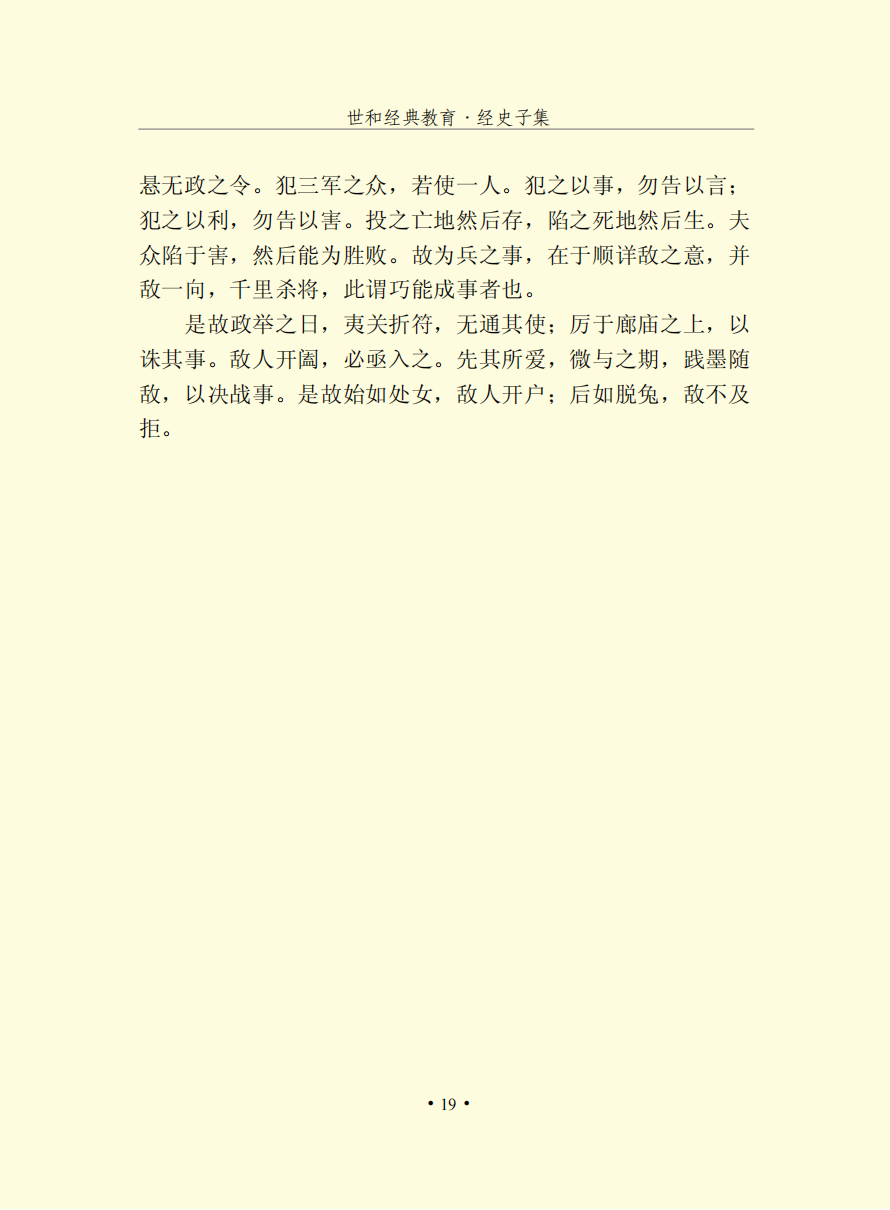 世和经典教育·经史子集
悬无政之令。犯三军之众，若使一人。犯之以事，勿告以言；
犯之以利，勿告以害。投之亡地然后存，陷之死地然后生。夫
众陷于害，然后能为胜败。故为兵之事，在于顺详敌之意，并
敌一向，千里杀将，此谓巧能成事者也。
是故政举之日，夷关折符，无通其使；厉于廊庙之上，以
诛其事。敌人开阖，必亟入之。先其所爱，微与之期，践墨随
敌，以决战事。是故始如处女，敌人开户；后如脱兔，敌不及
拒。
•19•